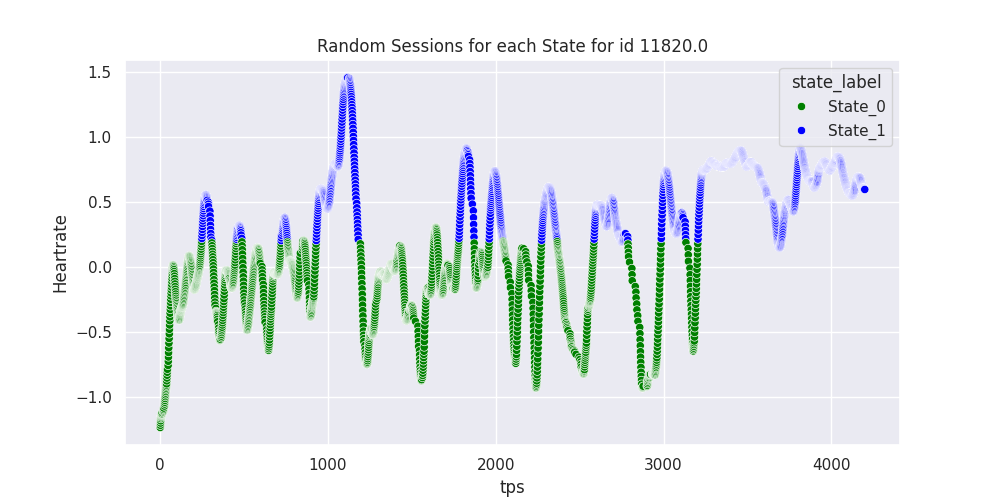 Random Sessions for each State for id 11820.0
state_label
State_0
State_1
Heartrate
1.5
1.0
0.5
0.0
−0.5
−1.0
0
1000
2000
3000
4000
tps